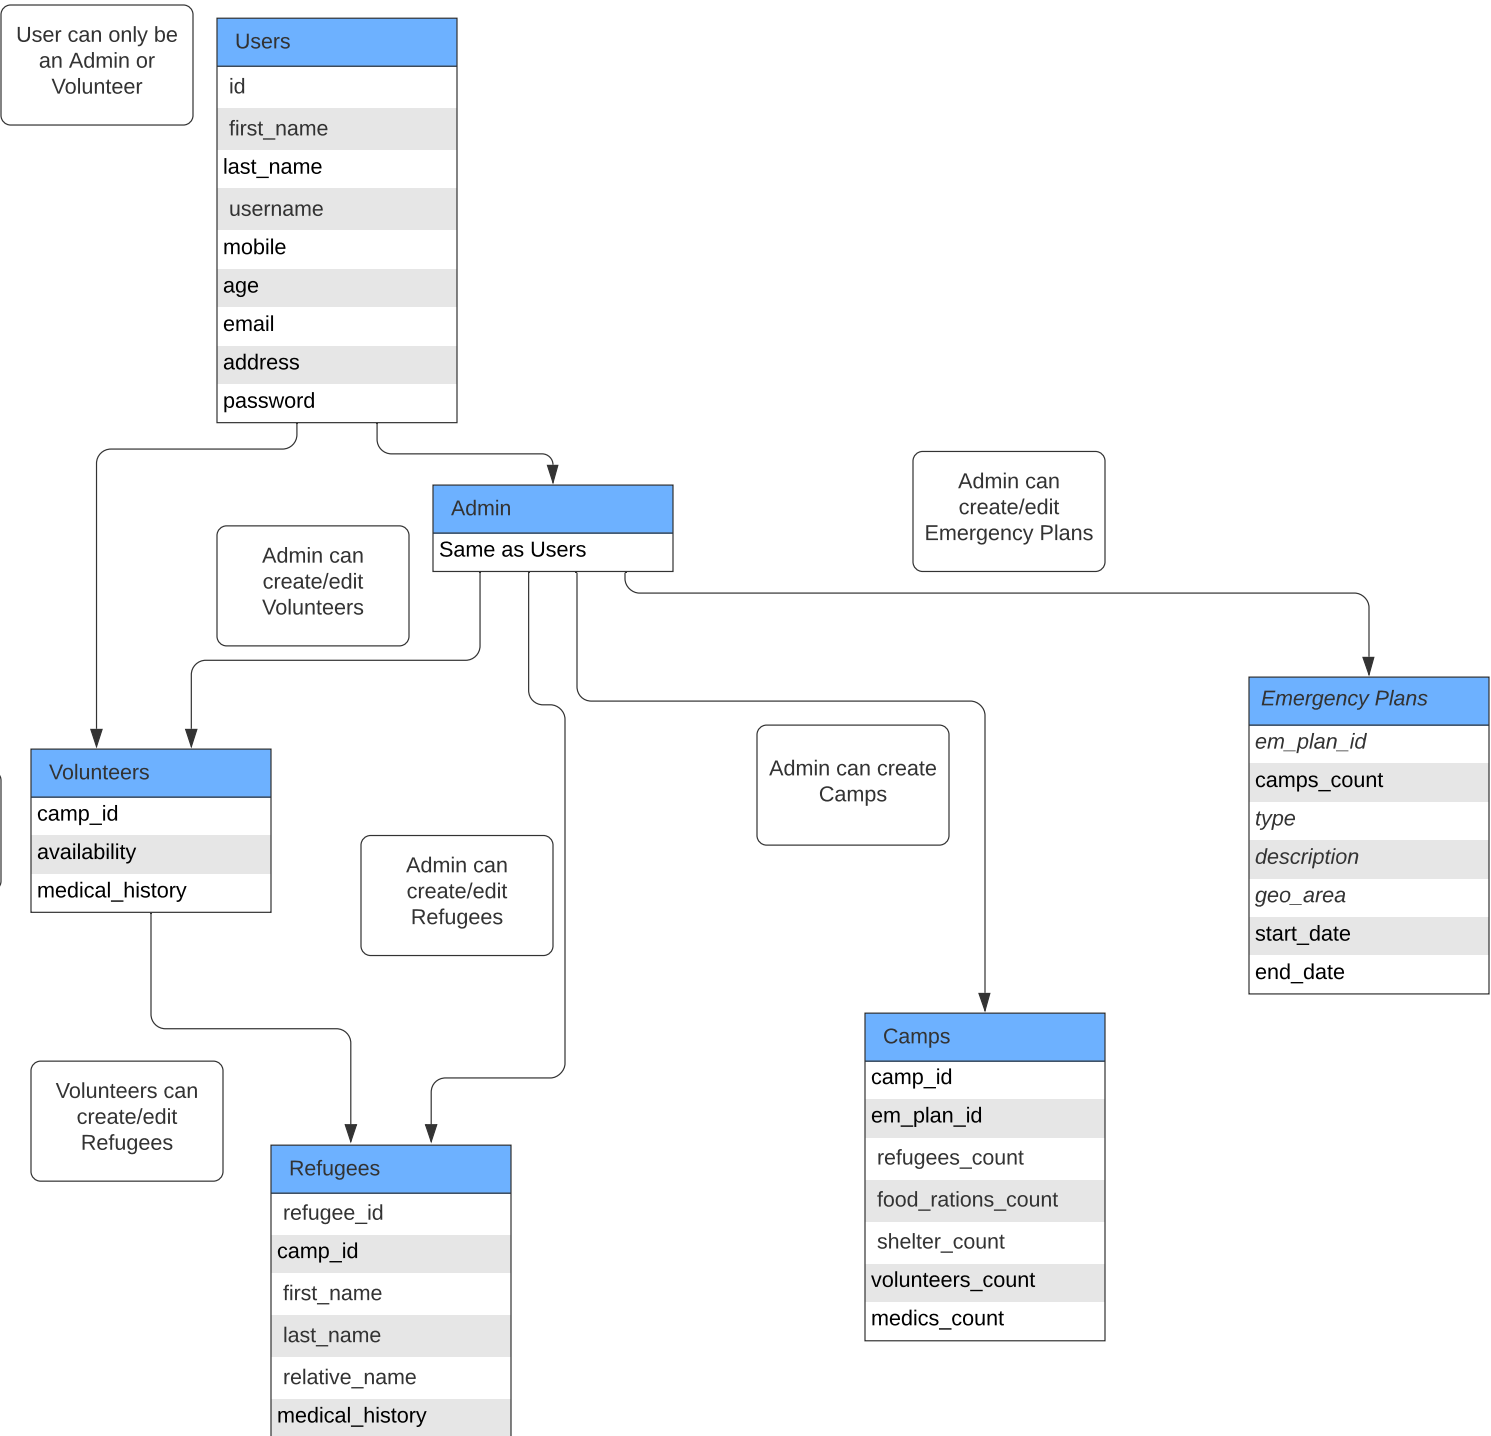 User can only be
an Admin or
Volunteer
Users
id
first_name
last_name
username
mobile
age
email
address
password
Admin
Same as Users
Admin can
create/edit
Volunteers
Admin can
create/edit
Emergency Plans
Volunteers
camp_id
availability
medical_history
Admin can
create/edit
Refugees
Admin can create
Camps
Emergency Plans
em_plan_id
camps_count
type
description
geo_area
start_date
end_date
Volunteers can
create/edit
Refugees
Refugees
refugee_id
camp_id
first_name
last_name
relative_name
medical_history
Camps
camp_id
em_plan_id
refugees_count
food_rations_count
shelter_count
volunteers_count
medics_count